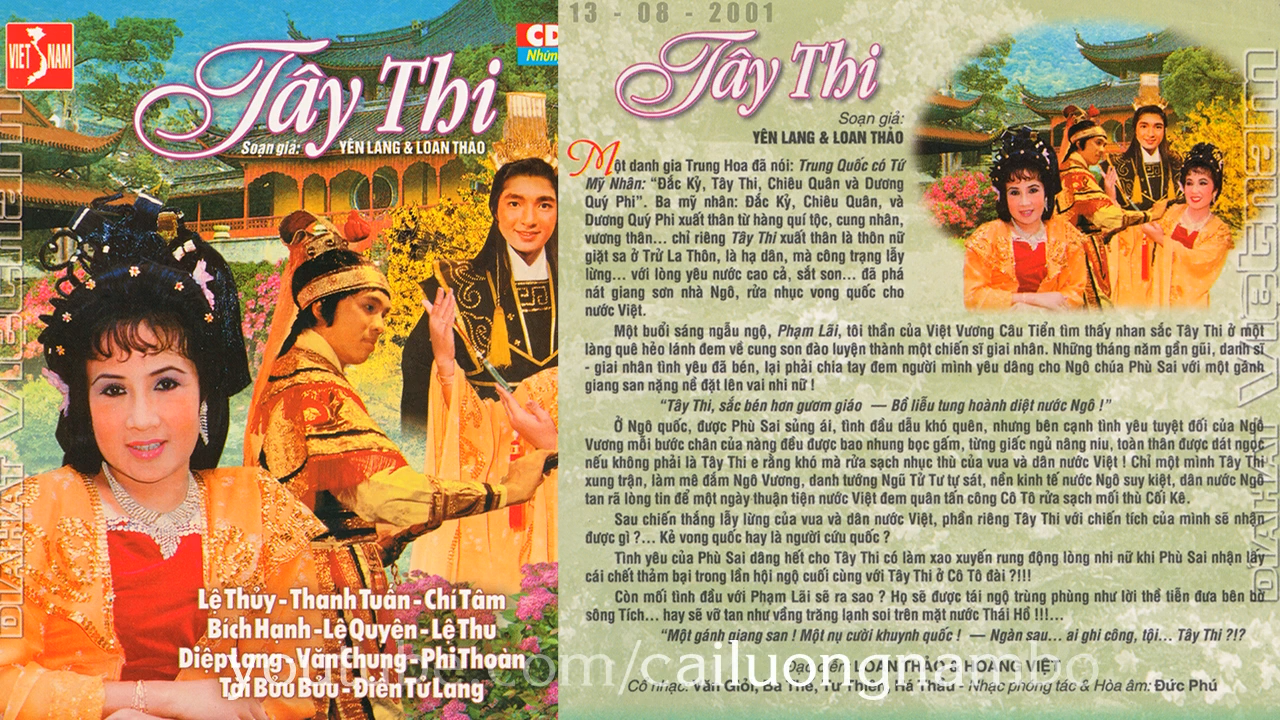 VIET NAM
CD
Những
Tây Thi
Soạn giả: YÊN LANG & LOAN THẢO
Lệ Thủy - Thanh Tuấn - Chí Tâm
Bích Hạnh - Lệ Quyên - Lệ Thu
Diệp Lang - Văn Chung - Phi Thoàn
Tới Bửu Bửu - Điền Tử Lang
DIAHAT Vietnam
13 - 08 - 2001
Tây Thi
Soạn giả:
YÊN LANG & LOAN THẢO
Một danh gia Trung Hoa đã nói: Trung Quốc có Tứ
Mỹ Nhân: “Đắc Kỷ, Tây Thi, Chiêu Quân và Dương
Quý Phi”. Ba mỹ nhân: Đắc Kỷ, Chiêu Quân, và
Dương Quý Phi xuất thân từ hàng quí tộc, cung nhân,
vương thân... chỉ riêng Tây Thi xuất thân là thôn nữ
giặt sa ở Trữ La Thôn, là hạ dân, mà công trạng lẫy
lừng... với lòng yêu nước cao cả, sắt son... đã phá
nát giang sơn nhà Ngô, rửa nhục vong quốc cho
nước Việt.
Một buổi sáng ngẫu ngộ, Phạm Lãi, tôi thần của Việt Vương Câu Tiển tìm thấy nhan sắc Tây Thi ở một
làng quê hẻo lánh đem về cung son đào luyện thành một chiến sĩ giai nhân. Những tháng năm gần gũi, danh sĩ
- giai nhân tình yêu đã bén, lại phải chia tay đem người mình yêu dâng cho Ngô chúa Phù Sai với một gánh
giang san nặng nề đặt lên vai nhi nữ !
“Tây Thi, sắc bén hơn gươm giáo — Bồ liễu tung hoành diệt nước Ngô !”
Ở Ngô quốc, được Phù Sai sủng ái, tình đầu dẫu khó quên, nhưng bên cạnh tình yêu tuyệt đối của Ngô
Vương mỗi bước chân của nàng đều được bao nhung bọc gấm, từng giấc ngủ nâng niu, toàn thân được dát ngọc
nếu không phải là Tây Thi e rằng khó mà rửa sạch nhục thù của vua và dân nước Việt ! Chỉ một mình Tây Thi
xung trận, làm mê đắm Ngô Vương, danh tướng Ngũ Tử Tư tự sát, nền kinh tế nước Ngô suy kiệt, dân nước Ngô
tan rã lòng tin để một ngày thuận tiện nước Việt đem quân tấn công Cô Tô rửa sạch mối thù Cối Kê.
Sau chiến thắng lẫy lừng của vua và dân nước Việt, phần riêng Tây Thi với chiến tích của mình sẽ nhận
được gì ?... Kẻ vong quốc hay là người cứu quốc ?
Tình yêu của Phù Sai dâng hết cho Tây Thi có làm xao xuyến rung động lòng nhi nữ khi Phù Sai nhận lấy
cái chết thảm bại trong lần hội ngộ cuối cùng với Tây Thi ở Cô Tô đài ?!!!
Còn mối tình đầu với Phạm Lãi sẽ ra sao ? Họ sẽ được tái ngộ trùng phùng như lời thề tiễn đưa bên bờ
sông Tích... hay sẽ vỡ tan như vầng trăng lạnh soi trên mặt nước Thái Hồ !!!...
“Một gánh giang san ! Một nụ cười khuynh quốc ! — Ngàn sau... ai ghi công, tội... Tây Thi ?!?
Đạo diễn: LOAN THẢO & HOÀNG VIỆT
Cổ nhạc: Văn Giỏi, Ba Thể, Tư Thiên, Hà Thâu - Nhạc phóng tác & Hòa âm: Đức Phú
DIAHAT Vietnam
youtube.com/cailuongnambo